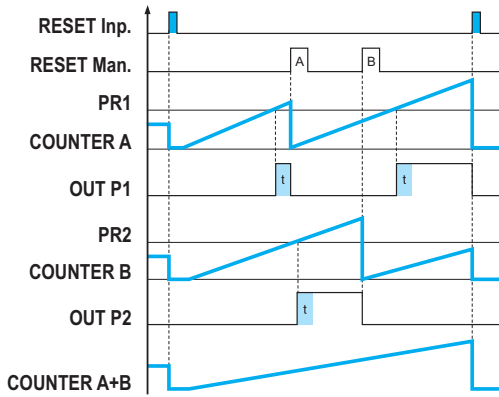 RESET Inp.
RESET Man.
A
B
PR1
COUNTER A
OUT P1
t
t
PR2
COUNTER B
OUT P2
t
COUNTER A+B